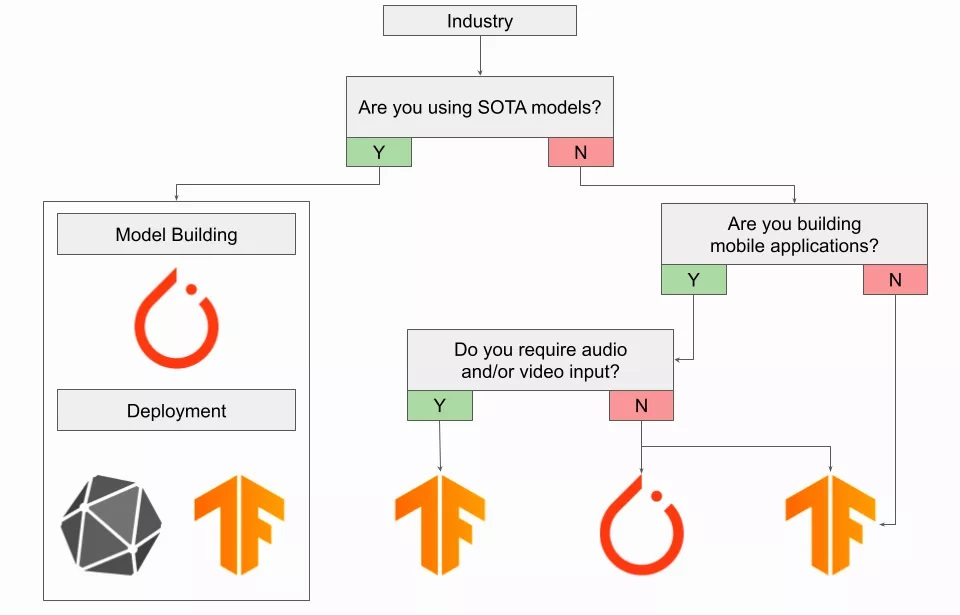 Industry
Are you using SOTA models?
Y
N
Model Building
Deployment
Are you building
mobile applications?
Y
N
Do you require audio
and/or video input?
Y
N